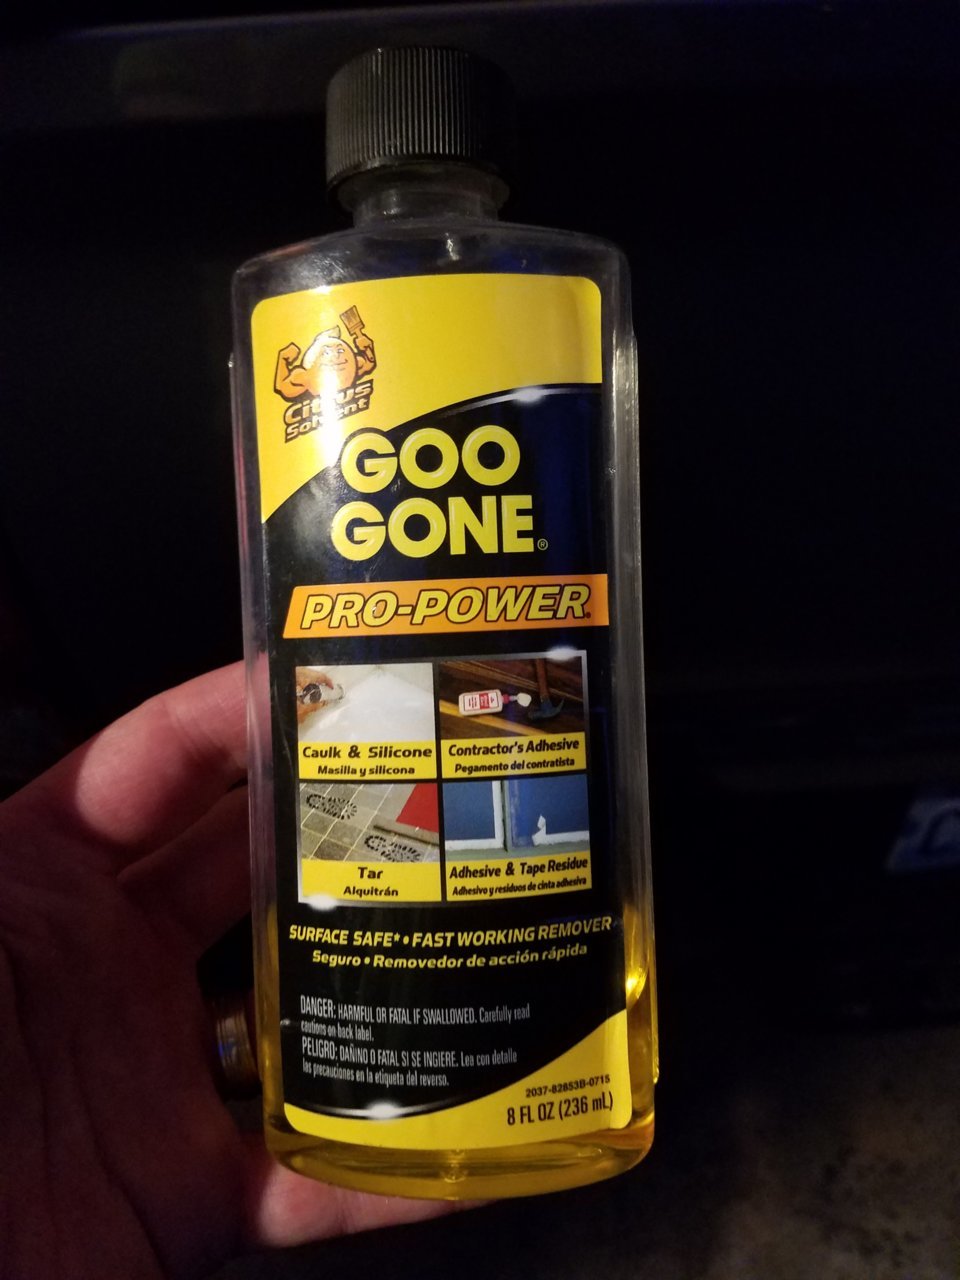 Citrus
Solvent
GOO
GONE®
PRO-POWER®
Caulk & Silicone
Masilla y silicona
Contractor's Adhesive
Pegamento del contratista
Tar
Alquitrán
Adhesive & Tape Residue
Adhesivo y residuos de cinta adhesiva
SURFACE SAFE* • FAST WORKING REMOVER
Seguro • Removedor de acción rápida
DANGER: HARMFUL OR FATAL IF SWALLOWED. Carefully read
cautions on back label.
PELIGRO: DAÑINO O FATAL SI SE INGIERE. Lea con detalle
las precauciones en la etiqueta del reverso.
2037-82853B-0715
8 FL OZ (236 mL)